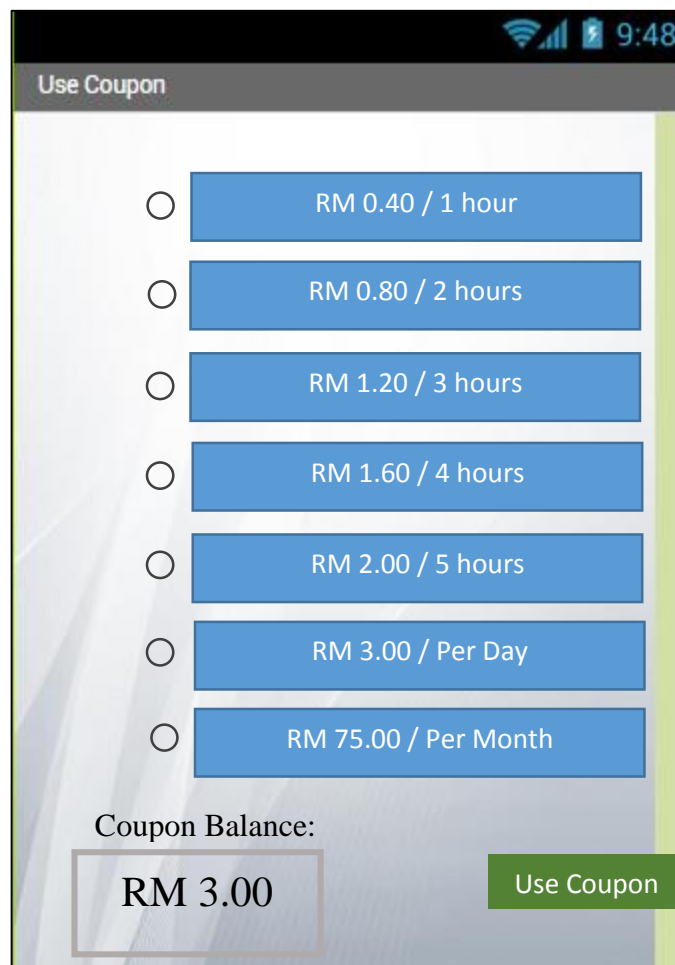 9:48
Use Coupon
RM 0.40 / 1 hour
RM 0.80 / 2 hours
RM 1.20 / 3 hours
RM 1.60 / 4 hours
RM 2.00 / 5 hours
RM 3.00 / Per Day
RM 75.00 / Per Month
Coupon Balance:
RM 3.00
Use Coupon